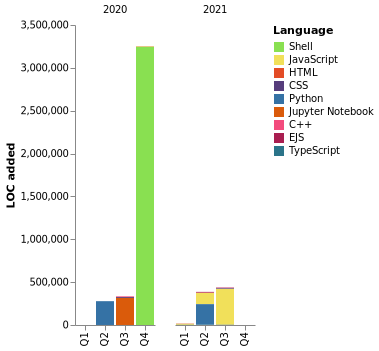 2020
2021
LOC added
3,500,000
3,000,000
2,500,000
2,000,000
1,500,000
1,000,000
500,000
0
Q1
Q2
Q3
Q4
Q1
Q2
Q3
Q4
Language
Shell
JavaScript
HTML
CSS
Python
Jupyter Notebook
C++
EJS
TypeScript